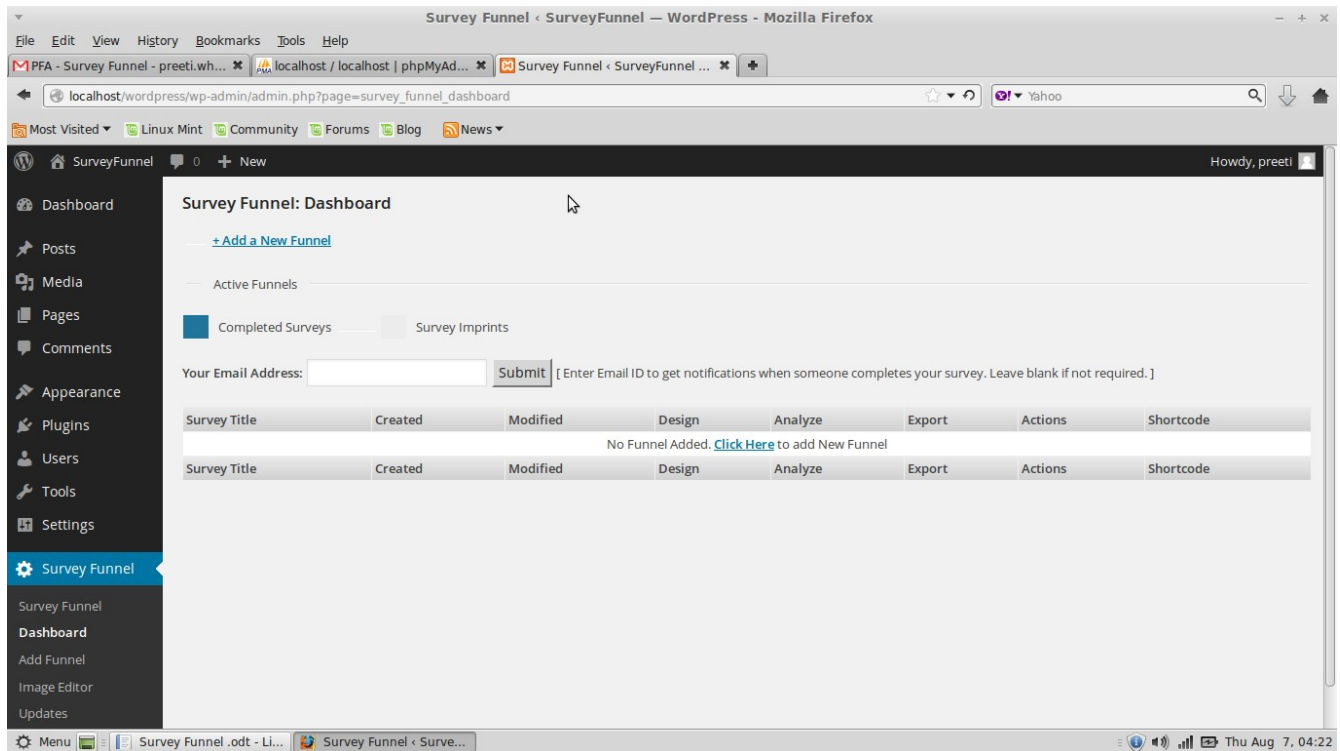 Survey Funnel ‹ SurveyFunnel — WordPress - Mozilla Firefox
File Edit View History Bookmarks Tools Help
PFA - Survey Funnel - preeti.wh... localhost / localhost | phpMyAd... Survey Funnel ‹ SurveyFunnel ...
localhost/wordpress/wp-admin/admin.php?page=survey_funnel_dashboard Yahoo
Most Visited Linux Mint Community Forums Blog News
SurveyFunnel 0 + New Howdy, preeti
Dashboard
Posts
Media
Pages
Comments
Appearance
Plugins
Users
Tools
Settings
Survey Funnel
Survey Funnel
Dashboard
Add Funnel
Image Editor
Updates
Survey Funnel: Dashboard
+ Add a New Funnel
Active Funnels
Completed Surveys Survey Imprints
Your Email Address: Submit [ Enter Email ID to get notifications when someone completes your survey. Leave blank if not required. ]
Survey Title Created Modified Design Analyze Export Actions Shortcode
No Funnel Added. Click Here to add New Funnel
Survey Title Created Modified Design Analyze Export Actions Shortcode
Menu Survey Funnel .odt - Li... Survey Funnel ‹ Surve... Thu Aug 7, 04:22